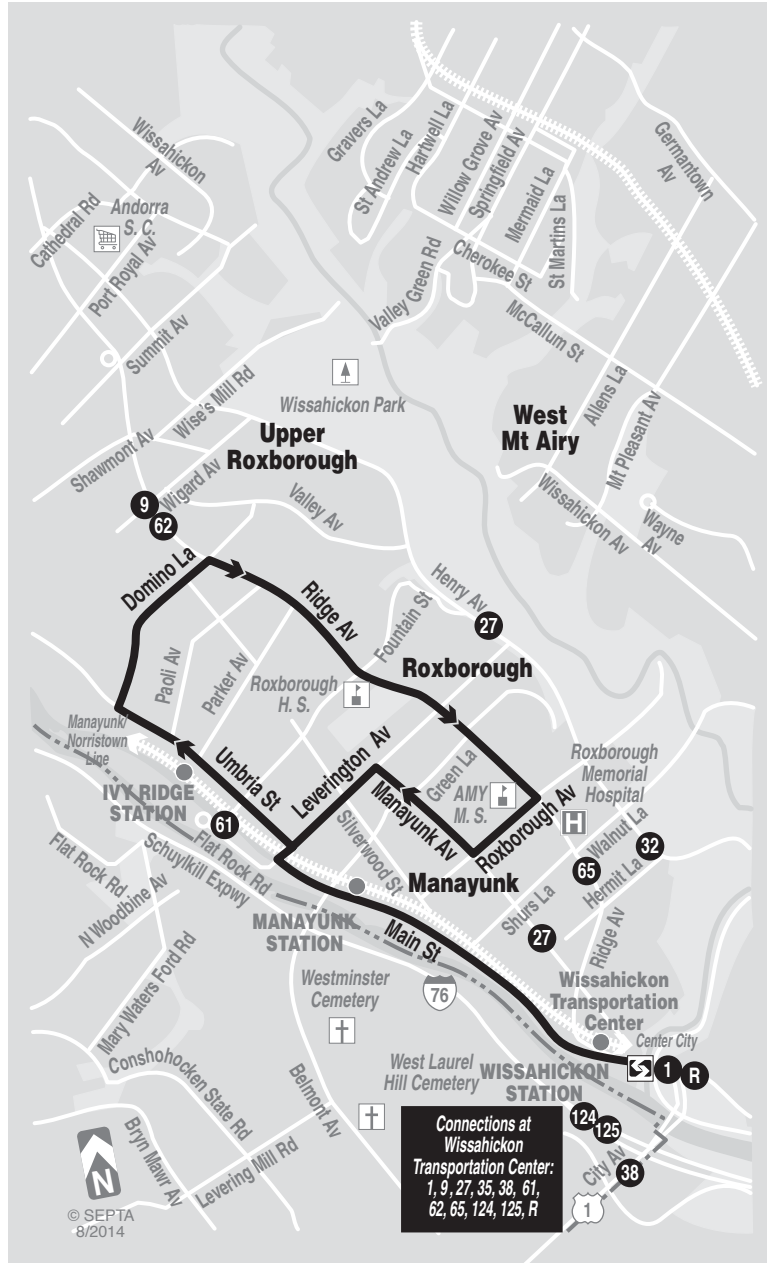 Gravers La
St Andrew La
Hartwell La
Willow Grove Av
Springfield Av
Mermaid La
St Martins La
Germantown
Av
Wissahickon
Av
Cathedral Rd
Andorra
S. C.
Port Royal Av
Summit Av
Valley Green Rd
Cherokee St
McCallum St
Allens La
Mt Pleasant Av
Wissahickon Park
Wise's Mill Rd
Upper
Roxborough
West
Mt Airy
Shawmont Av
Wigard Av
Valley Av
Wissahickon Av
Wayne
Av
9
62
Domino La
Ridge Av
Henry Av
27
Fountain St
Roxborough
Paoli Av
Parker Av
Roxborough
H. S.
Manayunk/
Norristown
Line
IVY RIDGE
STATION
Umbria St
Leverington Av
Green La
AMY
M. S.
Roxborough
Memorial
Hospital
H
Manayunk Av
Roxborough Av
61
Silverwood St
Manayunk
Walnut La
32
65
Hermit La
Flat Rock Rd
Flat Rock Rd
Schuylkill Expwy
N Woodbine Av
MANAYUNK
STATION
Main St
Shurs La
27
Ridge Av
Mary Waters Ford Rd
Westminster
Cemetery
76
Wissahickon
Transportation
Center
Center City
1
R
Conshohocken State Rd
Belmont Av
West Laurel
Hill Cemetery
WISSAHICKON
STATION
124
125
City Av
38
1
Bryn Mawr Av
Levering Mill Rd
Connections at
Wissahickon
Transportation Center:
1, 9, 27, 35, 38, 61,
62, 65, 124, 125, R
N
© SEPTA
8/2014